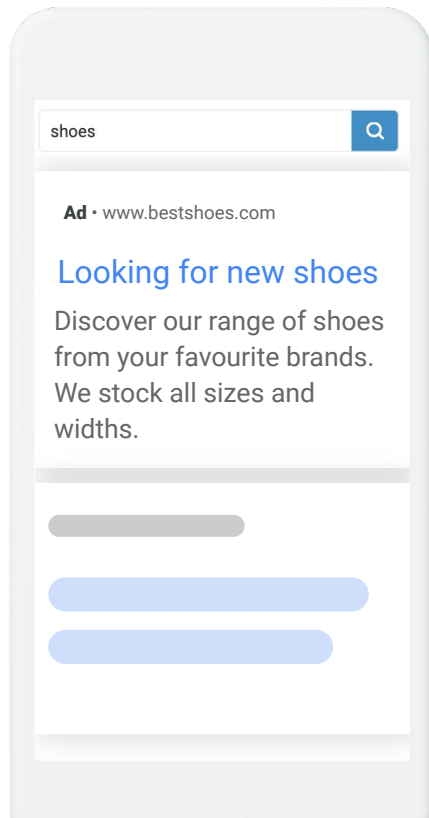 shoes
Ad · www.bestshoes.com
Looking for new shoes
Discover our range of shoes
from your favourite brands.
We stock all sizes and
widths.